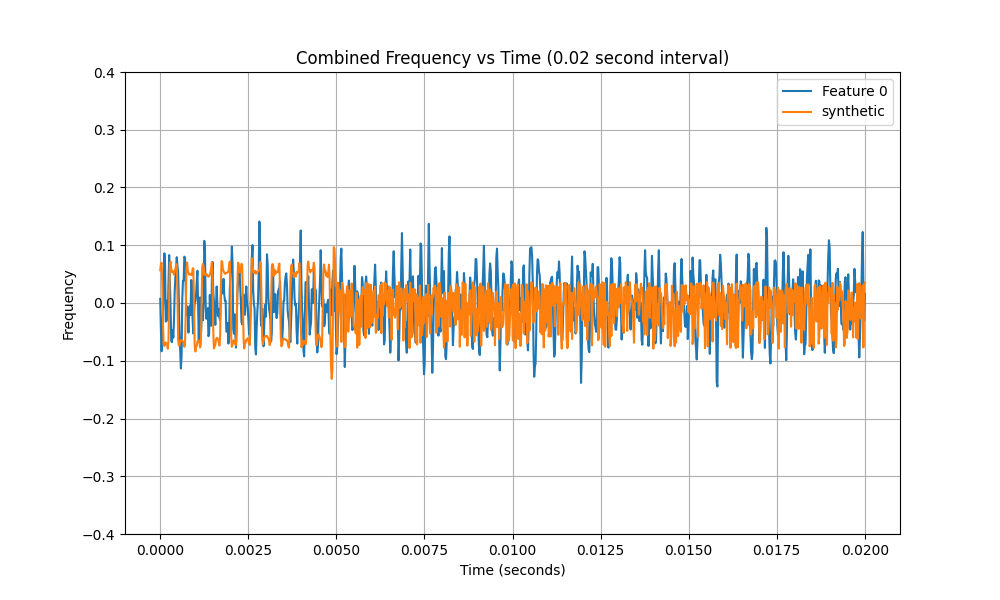 Combined Frequency vs Time (0.02 second interval)
Feature 0
synthetic
Frequency
0.4
0.3
0.2
0.1
0.0
−0.1
−0.2
−0.3
−0.4
0.0000 0.0025 0.0050 0.0075 0.0100 0.0125 0.0150 0.0175 0.0200
Time (seconds)